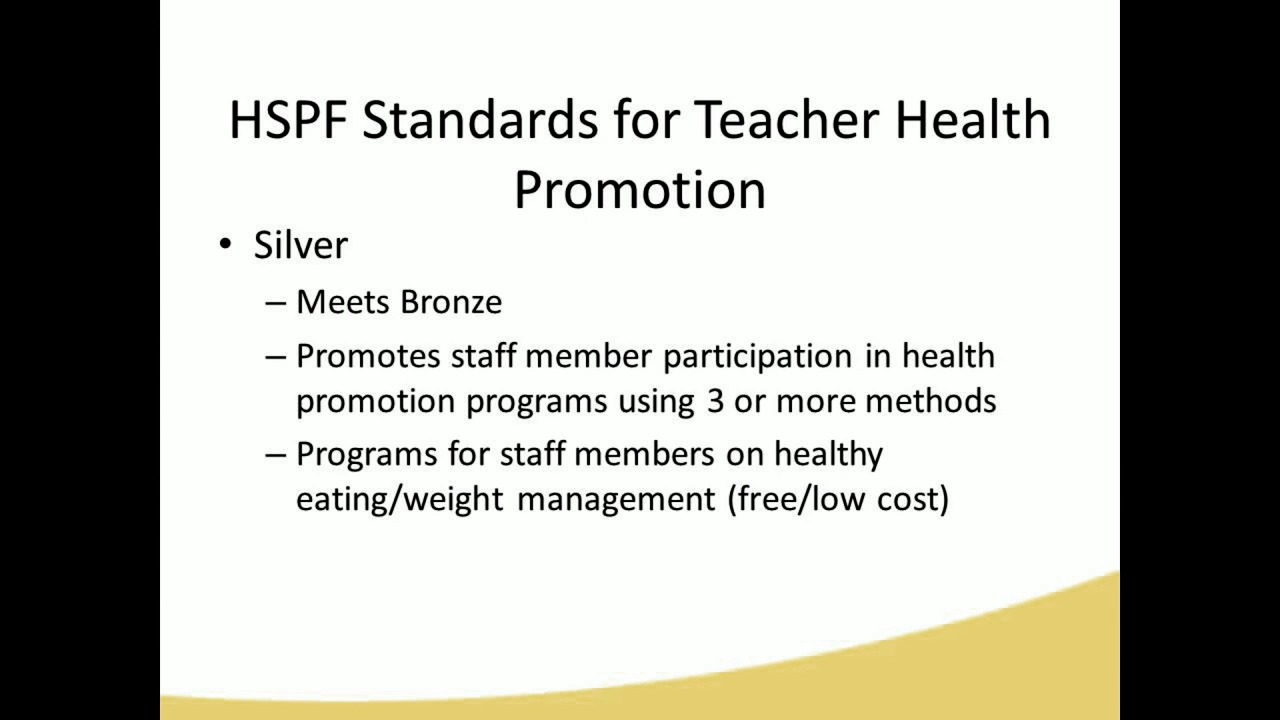 HSPF Standards for Teacher Health
Promotion
• Silver
– Meets Bronze
– Promotes staff member participation in health
promotion programs using 3 or more methods
– Programs for staff members on healthy
eating/weight management (free/low cost)